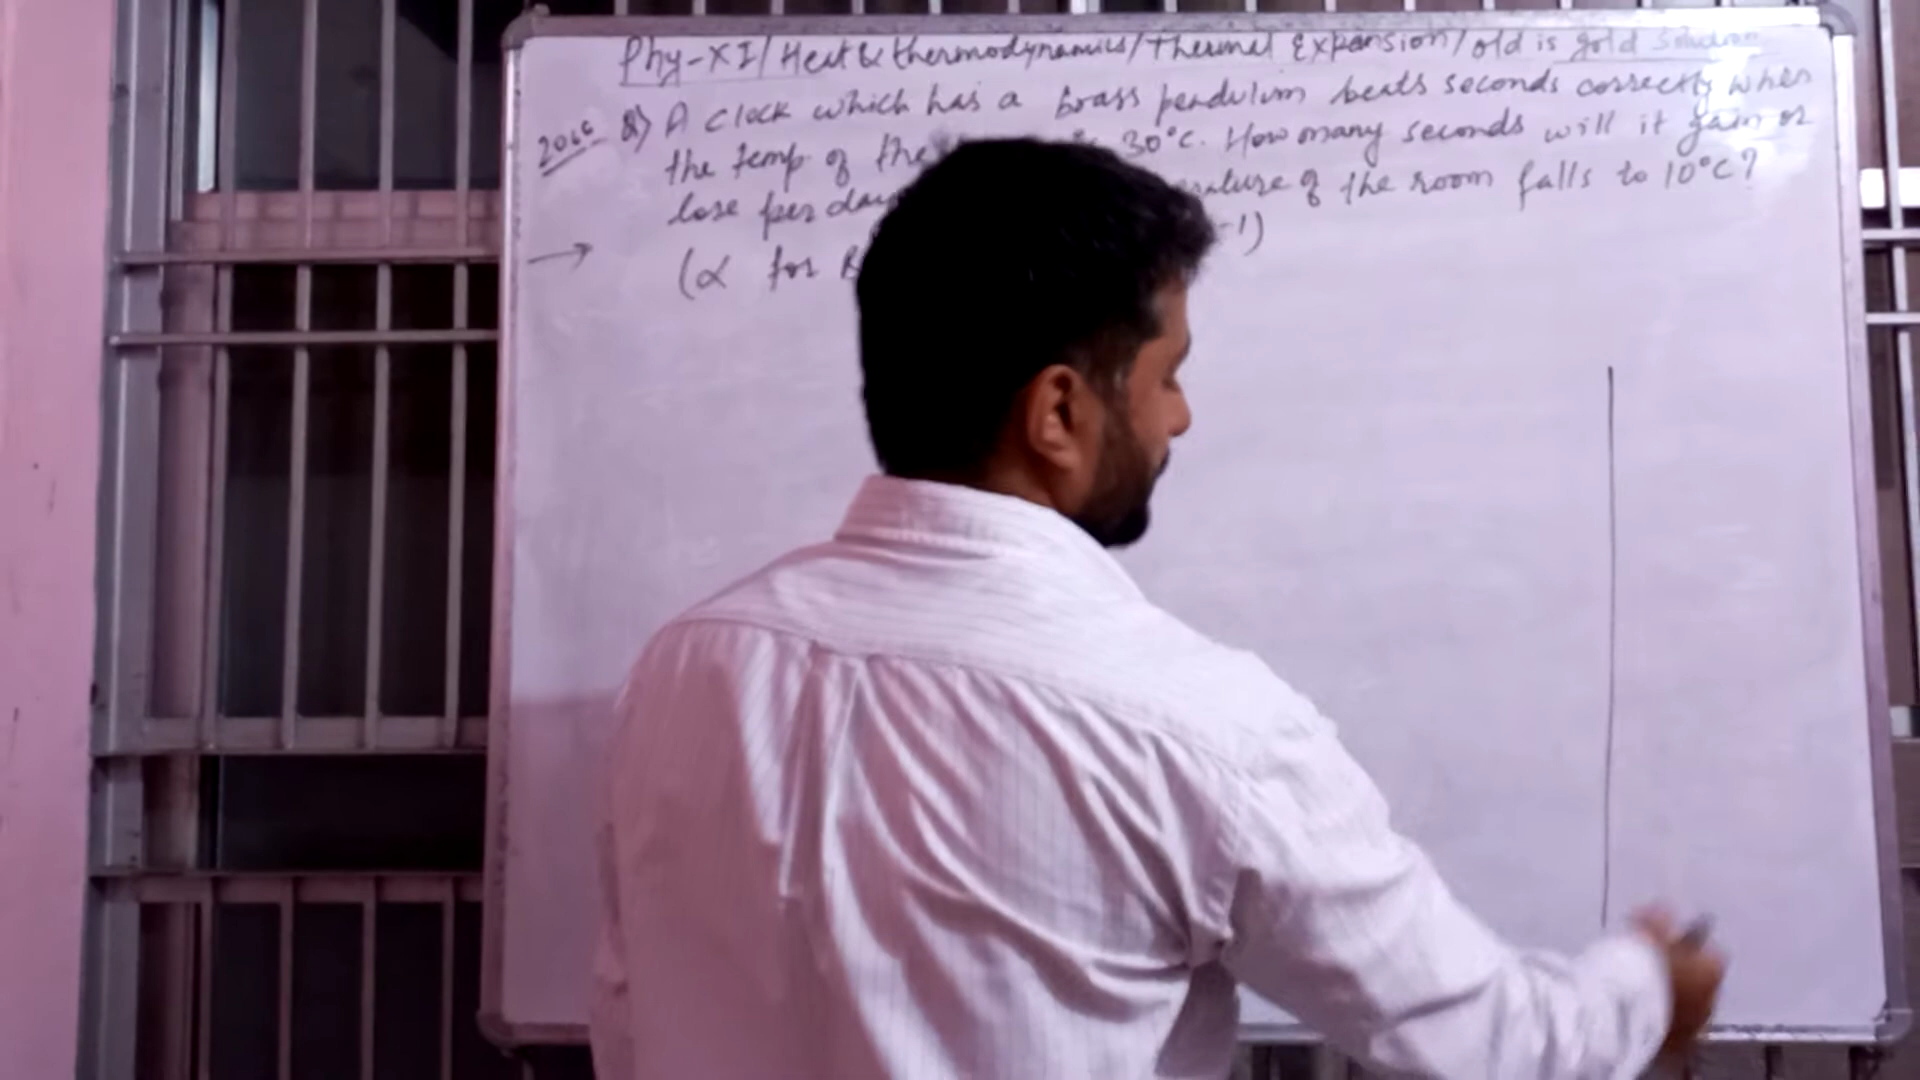 Phy-XI/Heat & thermodynamics/Thermal Expansion/old is gold solution
2066 Q) A clock which has a brass pendulum beats seconds correctly when
the temp of the 30°C. How many seconds will it gain or
lose per day of the room falls to 10°C?
→ (α for -1)